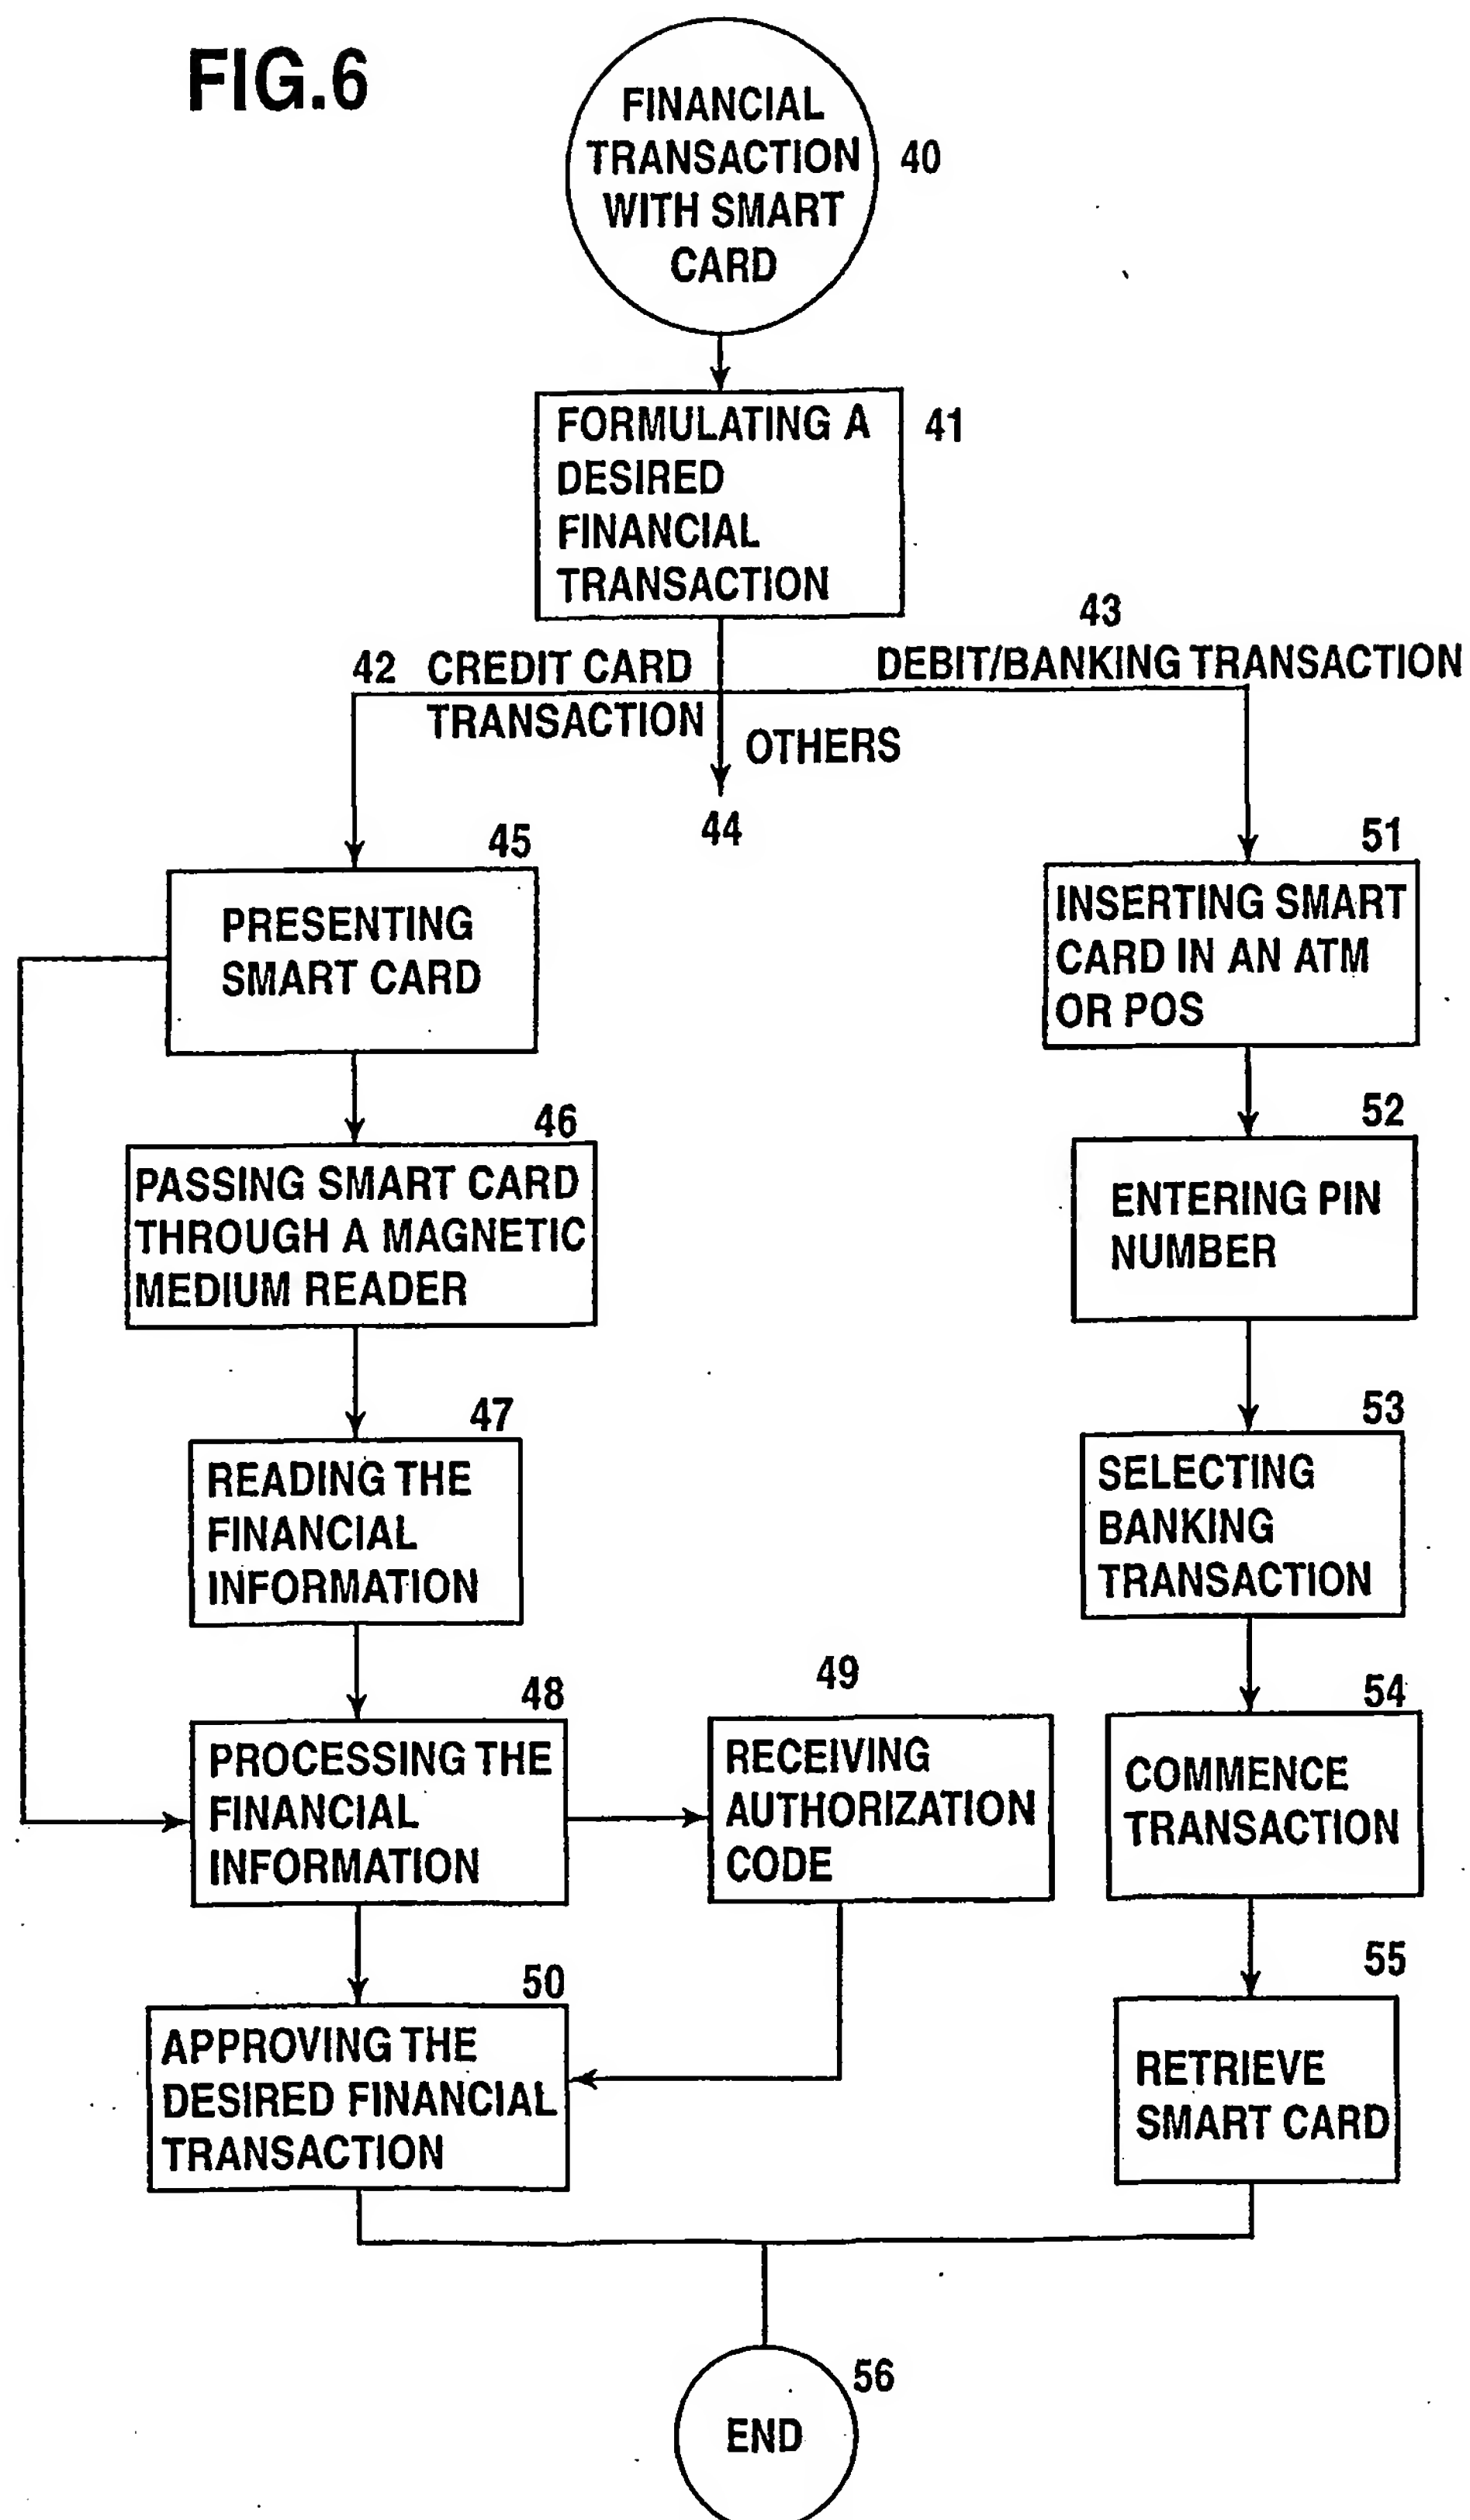 FIG.6
FINANCIAL
TRANSACTION
WITH SMART
CARD
40
FORMULATING A
DESIRED
FINANCIAL
TRANSACTION
41
42 CREDIT CARD
TRANSACTION
OTHERS
44
43
DEBIT/BANKING TRANSACTION
45
PRESENTING
SMART CARD
46
PASSING SMART CARD
THROUGH A MAGNETIC
MEDIUM READER
47
READING THE
FINANCIAL
INFORMATION
48
PROCESSING THE
FINANCIAL
INFORMATION
49
RECEIVING
AUTHORIZATION
CODE
50
APPROVING THE
DESIRED FINANCIAL
TRANSACTION
51
INSERTING SMART
CARD IN AN ATM
OR POS
52
ENTERING PIN
NUMBER
53
SELECTING
BANKING
TRANSACTION
54
COMMENCE
TRANSACTION
55
RETRIEVE
SMART CARD
56
END